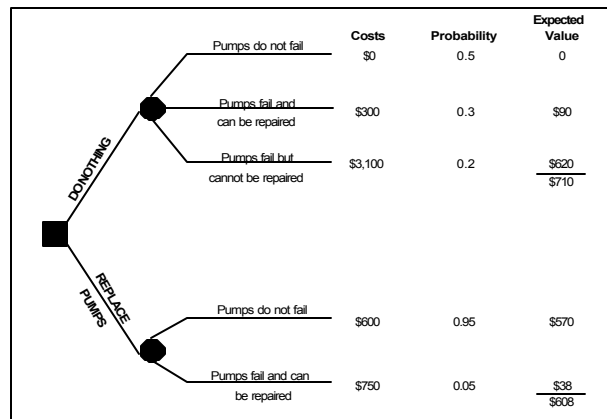 Expected
Costs Probability Value
Pumps do not fail $0 0.5 0
Pumps fail and $300 0.3 $90
can be repaired
Pumps fail but $3,100 0.2 $620
cannot be repaired $710
DO NOTHING
REPLACE
PUMPS
Pumps do not fail $600 0.95 $570
Pumps fail and can $750 0.05 $38
be repaired $608